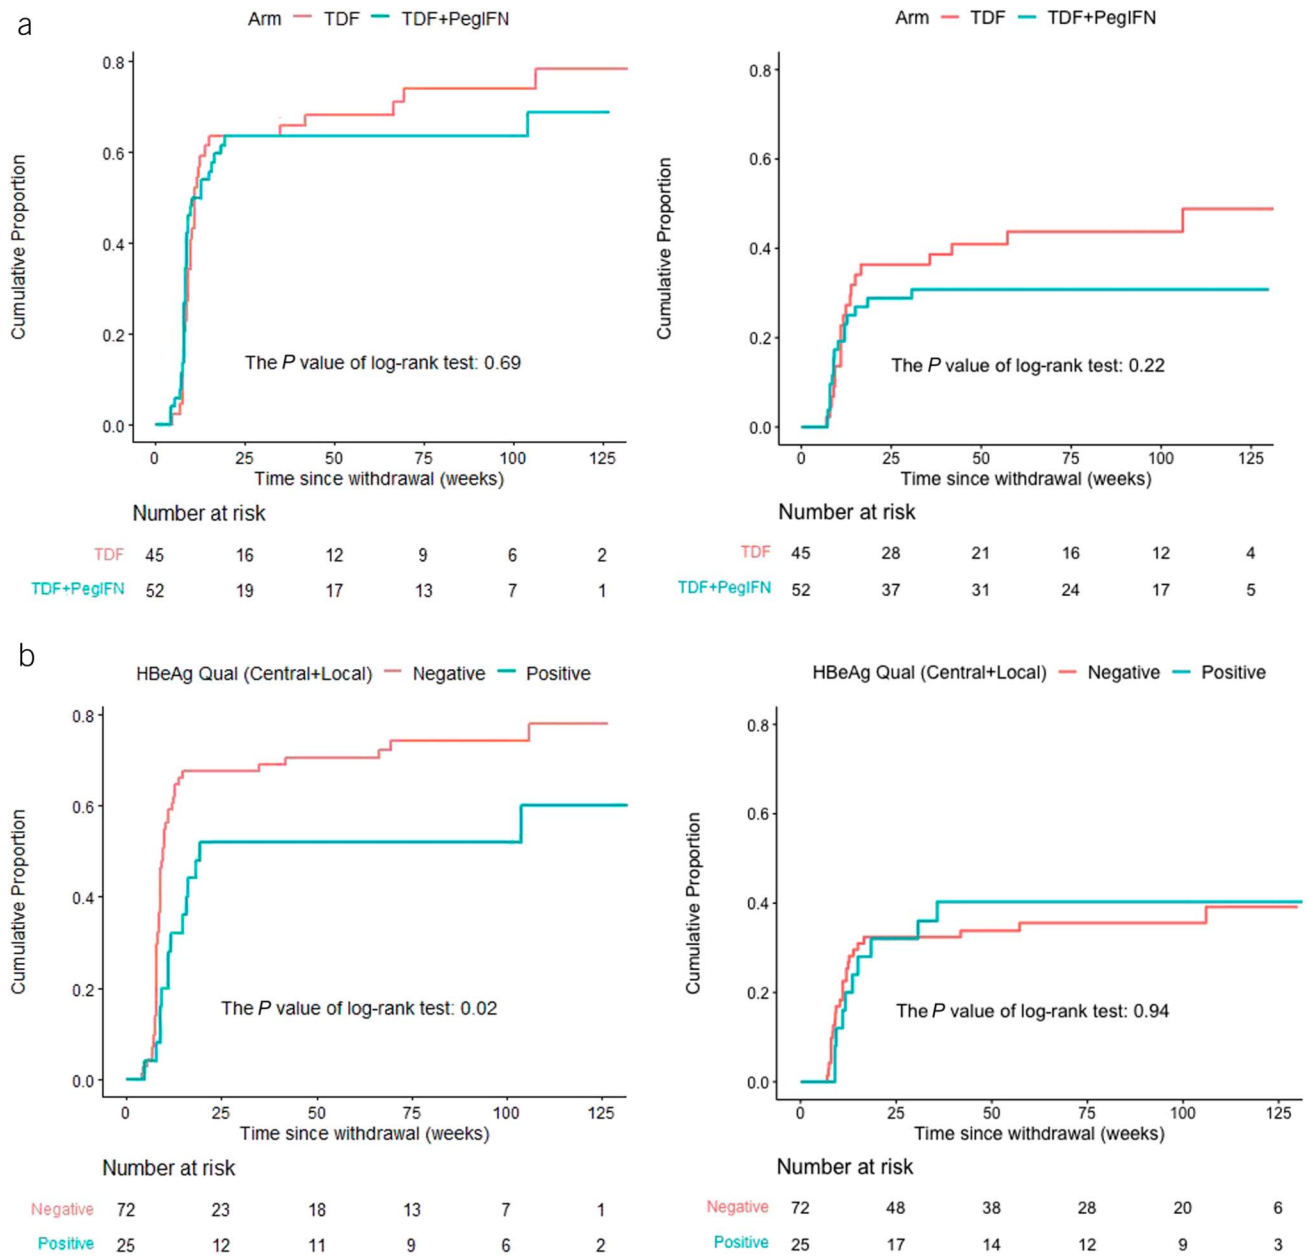 a
Arm TDF TDF+PegIFN
Cumulative Proportion
0.8
0.6
0.4
0.2
0.0
The P value of log-rank test: 0.69
0 25 50 75 100 125
Time since withdrawal (weeks)
Number at risk
TDF 45 16 12 9 6 2
TDF+PegIFN 52 19 17 13 7 1
Arm TDF TDF+PegIFN
Cumulative Proportion
0.8
0.6
0.4
0.2
0.0
The P value of log-rank test: 0.22
0 25 50 75 100 125
Time since withdrawal (weeks)
Number at risk
TDF 45 28 21 16 12 4
TDF+PegIFN 52 37 31 24 17 5
b
HBeAg Qual (Central+Local) Negative Positive
Cumulative Proportion
0.8
0.6
0.4
0.2
0.0
The P value of log-rank test: 0.02
0 25 50 75 100 125
Time since withdrawal (weeks)
Number at risk
Negative 72 23 18 13 7 1
Positive 25 12 11 9 6 2
HBeAg Qual (Central+Local) Negative Positive
Cumulative Proportion
0.8
0.6
0.4
0.2
0.0
The P value of log-rank test: 0.94
0 25 50 75 100 125
Time since withdrawal (weeks)
Number at risk
Negative 72 48 38 28 20 6
Positive 25 17 14 12 9 3